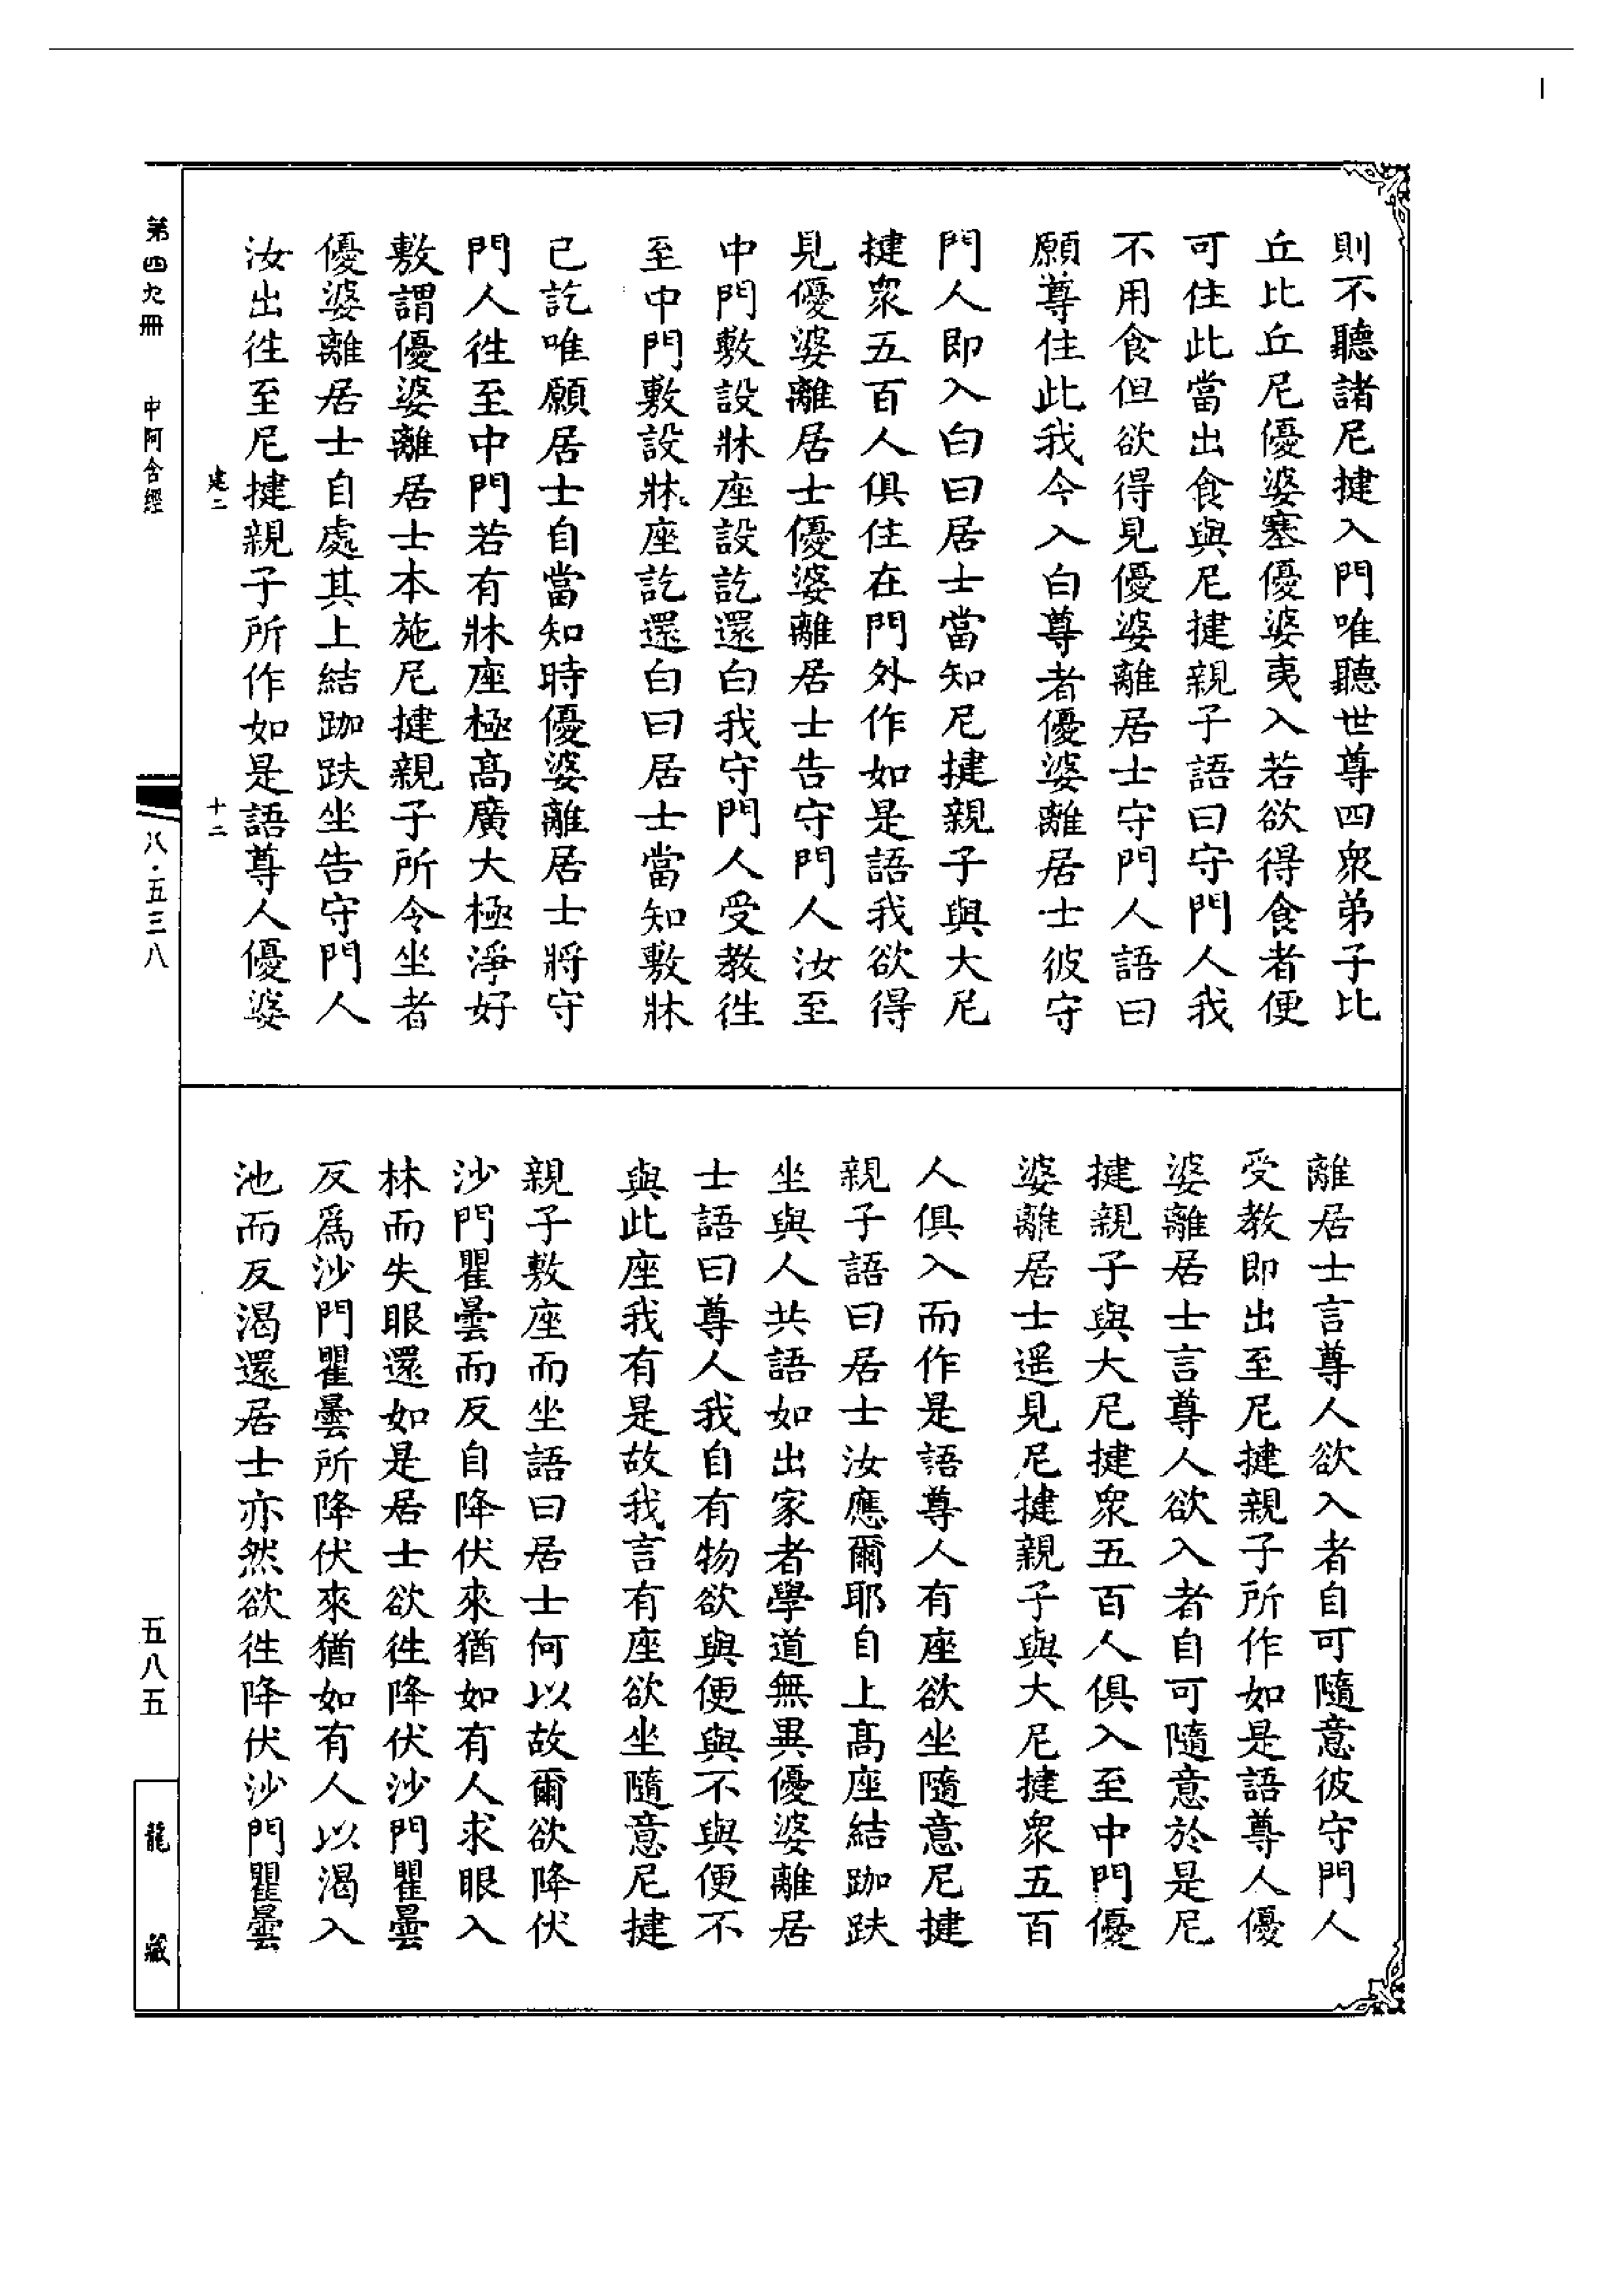 則不聽諸尼揵入門唯聽世尊四衆弟子比
丘比丘尼優婆塞優婆夷入若欲得食者便
可住此當出食與尼揵親子語曰守門人我
不用食但欲得見優婆離居士守門人語曰
願尊住此我今入白尊者優婆離居士彼守
門人即入白曰居士當知尼揵親子與大尼
揵衆五百人俱住在門外作如是語我欲得
見優婆離居士優婆離居士告守門人汝至
中門敷設牀座設訖還白我守門人受教徃
至中門敷設牀座訖還白曰居士當知敷牀
已訖唯願居士自當知時優婆離居士將守
門人徃至中門若有牀座極高廣大極淨好
敷謂優婆離居士本施尼揵親子所令坐者
優婆離居士自處其上結跏趺坐告守門人
汝出徃至尼揵親子所作如是語尊人優婆
離居士言尊人欲入者自可隨意彼守門人
受教即出至尼揵親子所作如是語尊人優
婆離居士言尊人欲入者自可隨意於是尼
揵親子與大尼揵衆五百人俱入至中門優
婆離居士遥見尼揵親子與大尼揵衆五百
人俱入而作是語尊人有座欲坐隨意尼揵
親子語曰居士汝應爾耶自上高座結跏趺
坐與人共語如出家者學道無異優婆離居
士語曰尊人我自有物欲與便與不與便不
與此座我有是故我言有座欲坐隨意尼揵
親子敷座而坐語曰居士何以故爾欲降伏
沙門瞿曇而反自降伏來猶如有人求眼入
林而失眼還如是居士欲徃降伏沙門瞿曇
反爲沙門瞿曇所降伏來猶如有人以渴入
池而反渴還居士亦然欲徃降伏沙門瞿曇
建二
十二
第四九冊
中阿含經
八·五三八
五八五
龍藏